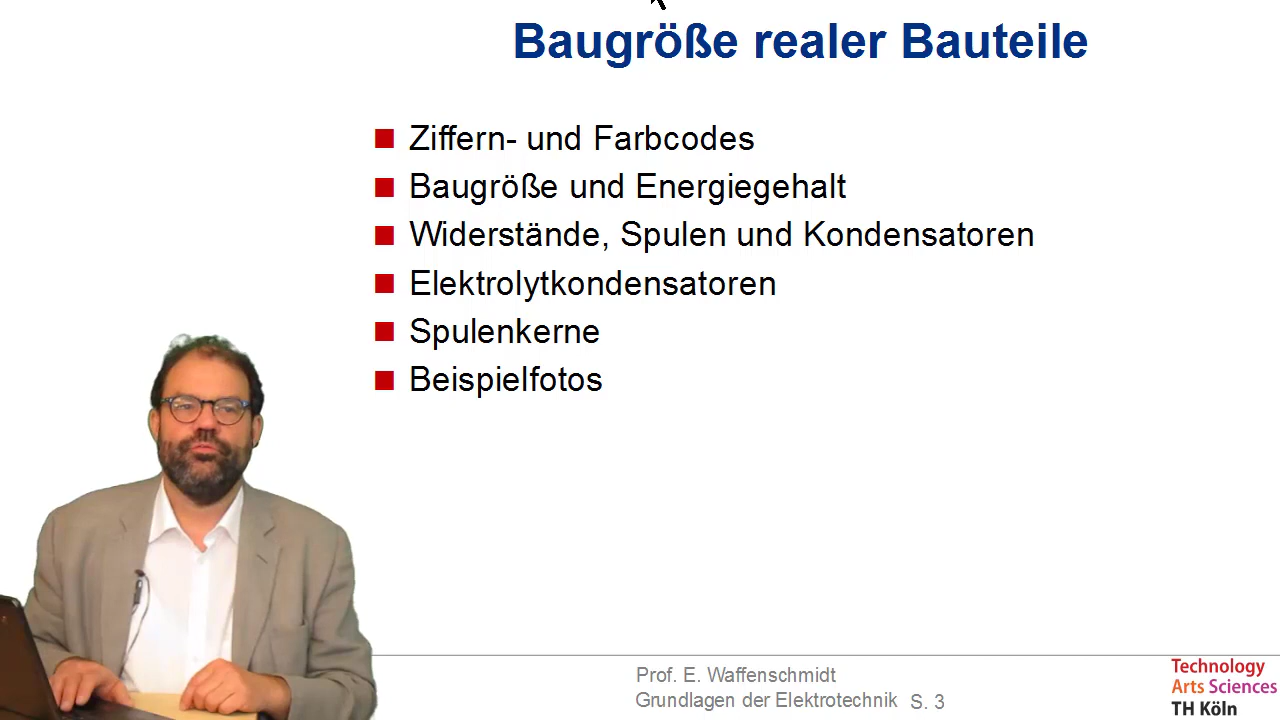 Baugröße realer Bauteile
Ziffern- und Farbcodes
Baugröße und Energiegehalt
Widerstände, Spulen und Kondensatoren
Elektrolytkondensatoren
Spulenkerne
Beispielfotos
Prof. E. Waffenschmidt
Grundlagen der Elektrotechnik S. 3
Technology
Arts Sciences
TH Köln